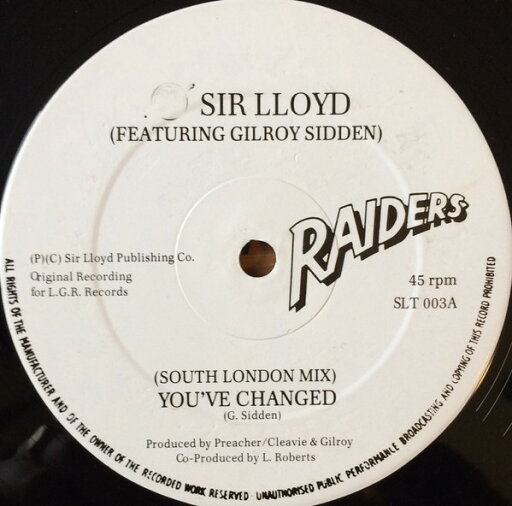 SIR LLOYD
(FEATURING GILROY SIDDEN)
RAIDERS
(P)(C) Sir Lloyd Publishing Co.
Original Recording
for L.G.R. Records
45 rpm
SLT 003A
(SOUTH LONDON MIX)
YOU'VE CHANGED
(G. Sidden)
Produced by Preacher/Cleavie & Gilroy
Co-Produced by L. Roberts
ALL RIGHTS OF THE MANUFACTURER AND OF THE OWNER OF THE RECORDED WORK RESERVED · UNAUTHORISED PUBLIC PERFORMANCE BROADCASTING AND COPYING OF THIS RECORD PROHIBITED